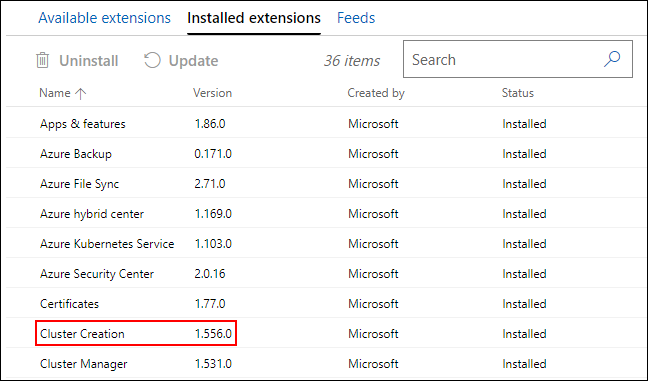 Available extensions Installed extensions Feeds
Uninstall Update 36 items Search
Name Version Created by Status
Apps & features 1.86.0 Microsoft Installed
Azure Backup 0.171.0 Microsoft Installed
Azure File Sync 2.71.0 Microsoft Installed
Azure hybrid center 1.169.0 Microsoft Installed
Azure Kubernetes Service 1.103.0 Microsoft Installed
Azure Security Center 2.0.16 Microsoft Installed
Certificates 1.77.0 Microsoft Installed
Cluster Creation 1.556.0 Microsoft Installed
Cluster Manager 1.531.0 Microsoft Installed